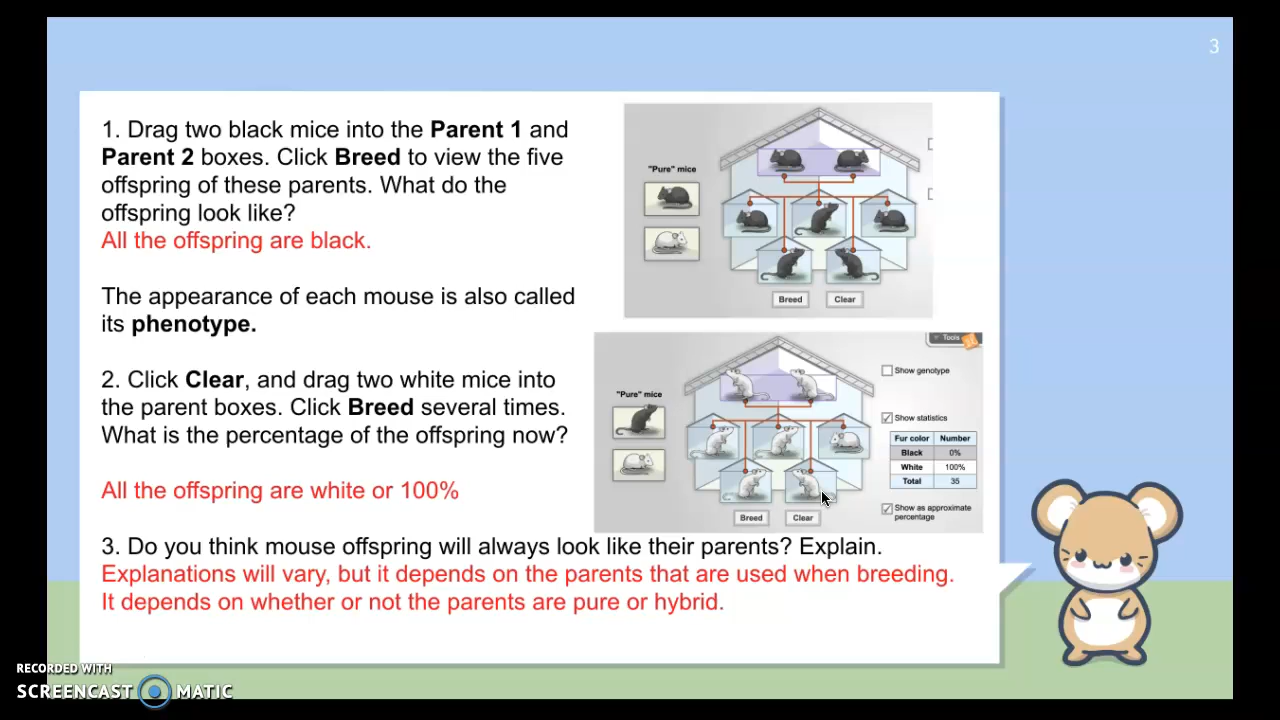 3
1. Drag two black mice into the Parent 1 and
Parent 2 boxes. Click Breed to view the five
offspring of these parents. What do the
offspring look like?
All the offspring are black.
The appearance of each mouse is also called
its phenotype.
2. Click Clear, and drag two white mice into
the parent boxes. Click Breed several times.
What is the percentage of the offspring now?
All the offspring are white or 100%
"Pure" mice
Breed Clear
Tools
"Pure" mice
Show genotype
Show statistics
Fur color Number
Black 0%
White 100%
Total 35
Show as approximate
percentage
Breed Clear
3. Do you think mouse offspring will always look like their parents? Explain.
Explanations will vary, but it depends on the parents that are used when breeding.
It depends on whether or not the parents are pure or hybrid.
RECORDED WITH
SCREENCAST MATIC